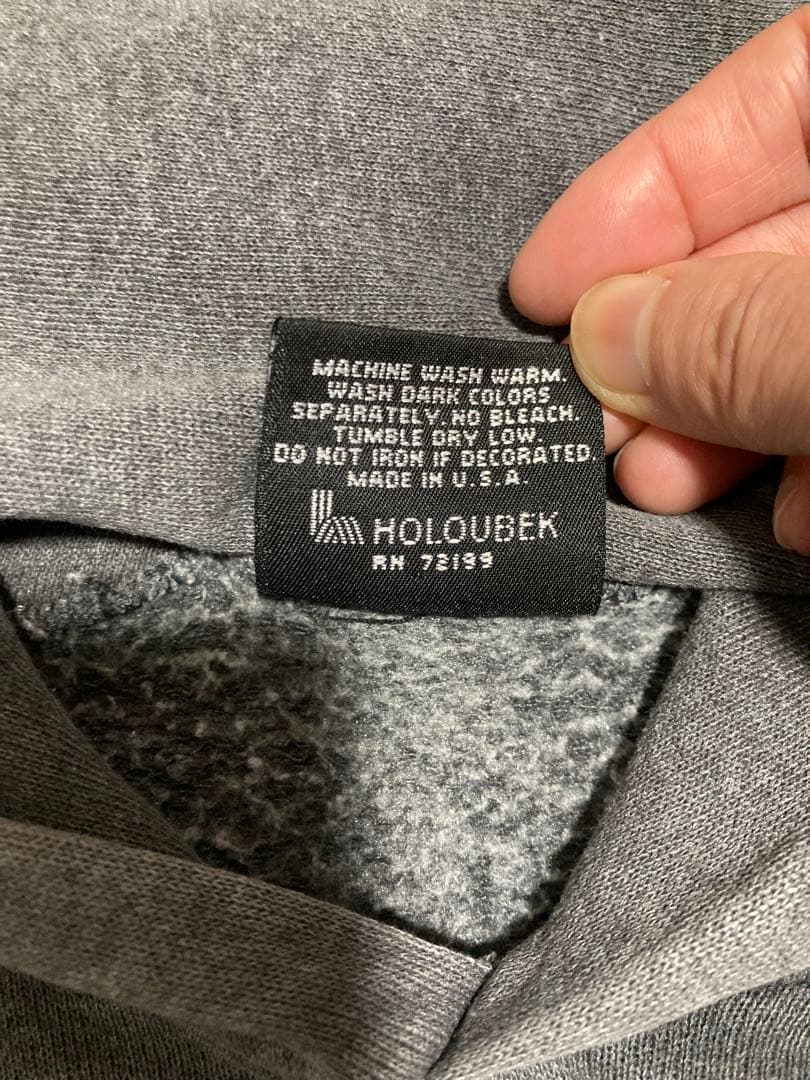 MACHINE WASH WARM.
WASH DARK COLORS
SEPARATELY. NO BLEACH.
TUMBLE DRY LOW.
DO NOT IRON IF DECORATED.
MADE IN U.S.A.
HOLOUBEK
RN 72199